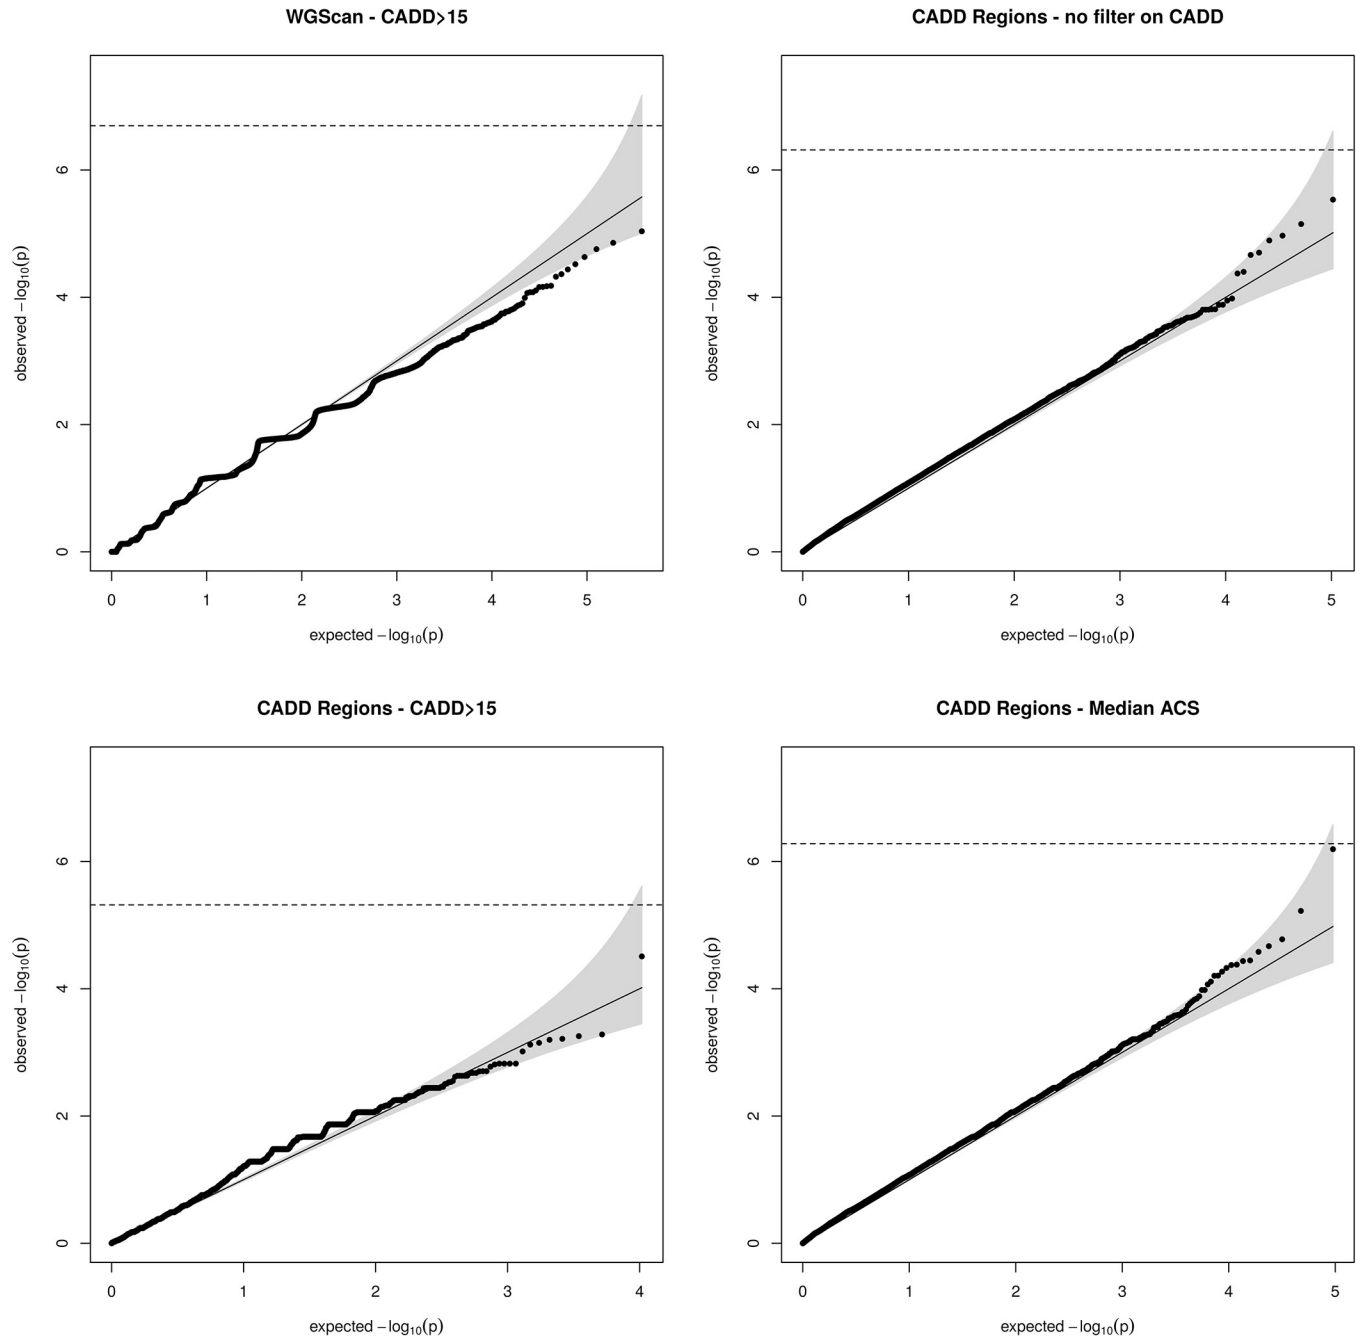 WGScan - CADD>15
observed −log10(p)
6
4
2
0
0 1 2 3 4 5
expected −log10(p)
CADD Regions - no filter on CADD
observed −log10(p)
6
4
2
0
0 1 2 3 4 5
expected −log10(p)
CADD Regions - CADD>15
observed −log10(p)
6
4
2
0
0 1 2 3 4
expected −log10(p)
CADD Regions - Median ACS
observed −log10(p)
6
4
2
0
0 1 2 3 4 5
expected −log10(p)